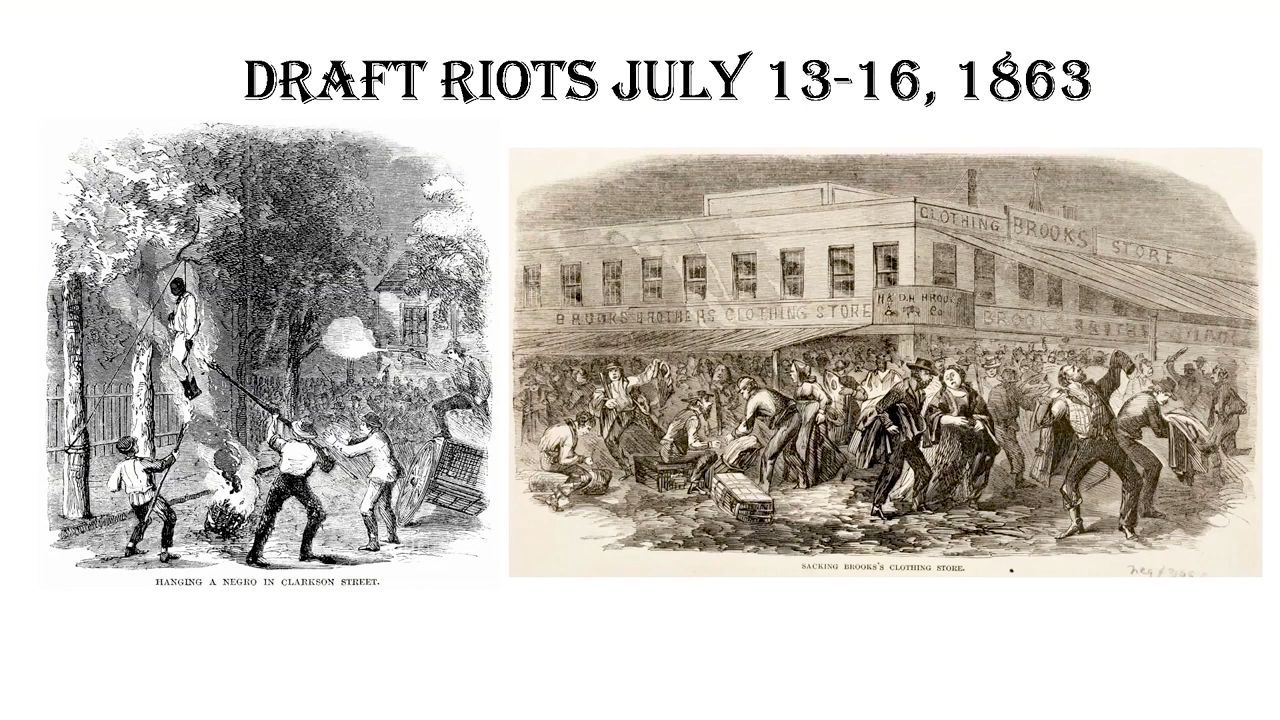 DRAFT RIOTS JULY 13-16, 1863
CLOTHING BROOKS STORE
BROOKS BROTHERS CLOTHING STORE
BROOK
HANGING A NEGRO IN CLARKSON STREET.
SACKING BROOKS'S CLOTHING STORE.